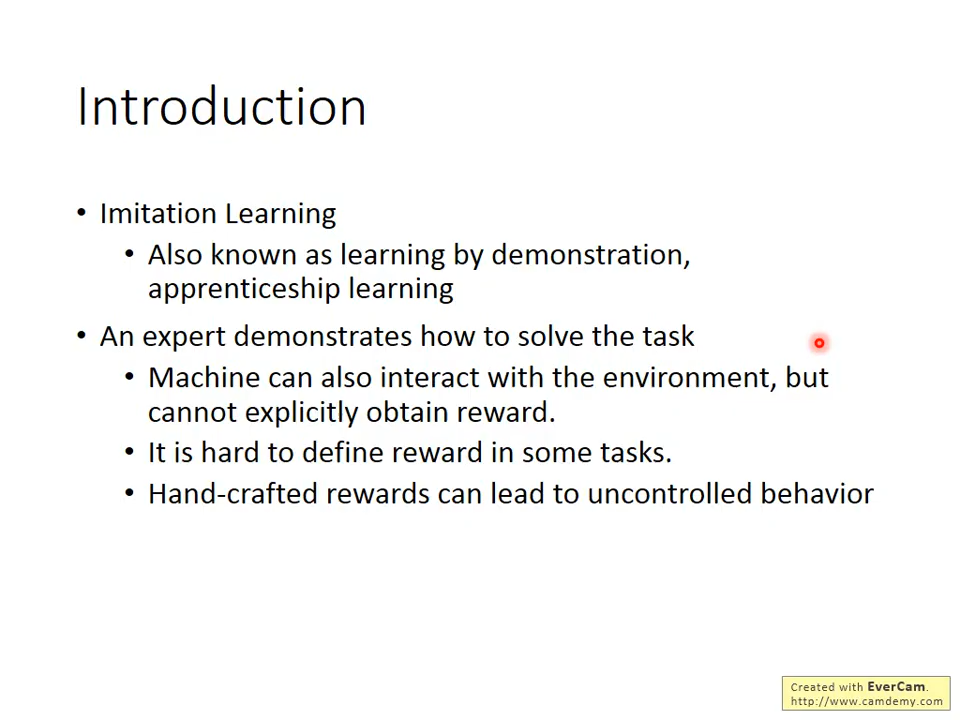 Introduction
• Imitation Learning
• Also known as learning by demonstration,
apprenticeship learning
• An expert demonstrates how to solve the task
• Machine can also interact with the environment, but
cannot explicitly obtain reward.
• It is hard to define reward in some tasks.
• Hand-crafted rewards can lead to uncontrolled behavior
Created with EverCam.
http://www.camdemy.com